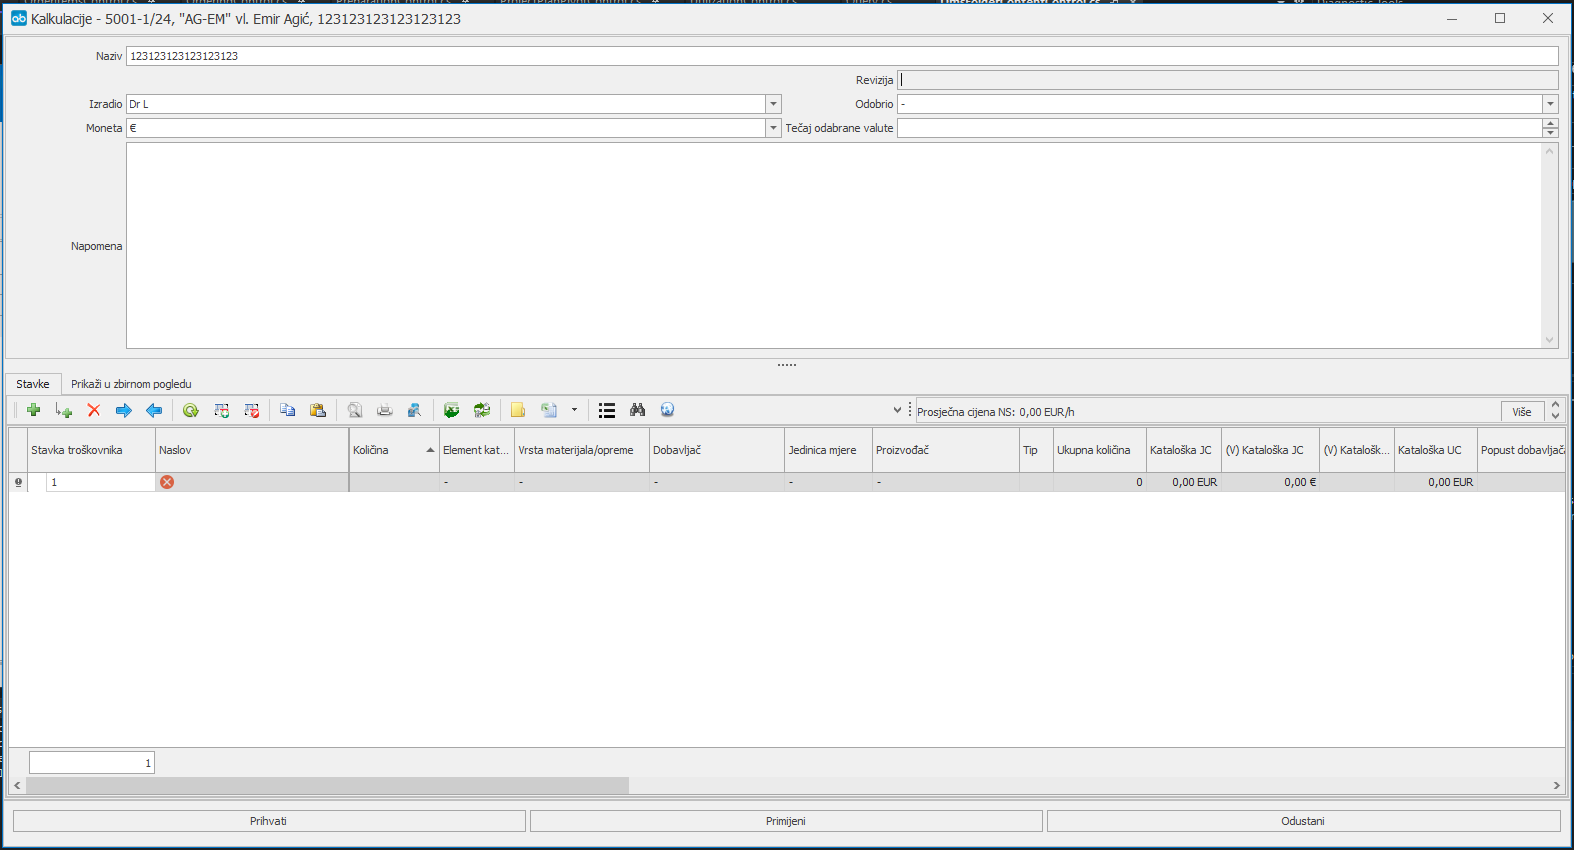 ab Kalkulacije - 5001-1/24, "AG-EM" vl. Emir Agić, 123123123123123123
Naziv 123123123123123123
Revizija
Izradio Dr L Odobrio -
Moneta € Tečaj odabrane valute
Napomena
Stavke Prikaži u zbirnom pogledu
Prosječna cijena NS: 0,00 EUR/h Više
Stavka troškovnika Naslov Količina Element kat... Vrsta materijala/opreme Dobavljač Jedinica mjere Proizvođač Tip Ukupna količina Kataloška JC (V) Kataloška JC (V) Katalošk... Kataloška UC Popust dobavljača
1 - - - - - 0 0,00 EUR 0,00 € 0,00 EUR
1
Prihvati Primijeni Odustani